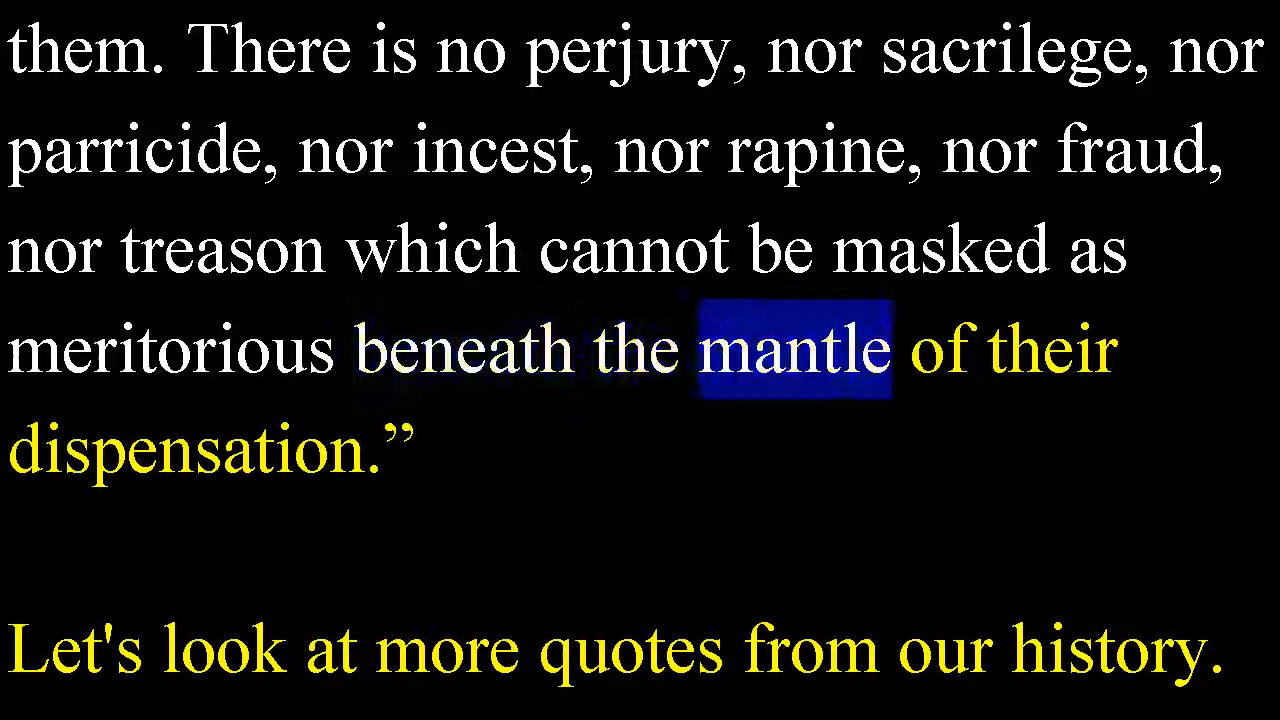 them. There is no perjury, nor sacrilege, nor
parricide, nor incest, nor rapine, nor fraud,
nor treason which cannot be masked as
meritorious beneath the mantle of their
dispensation.”
Let's look at more quotes from our history.